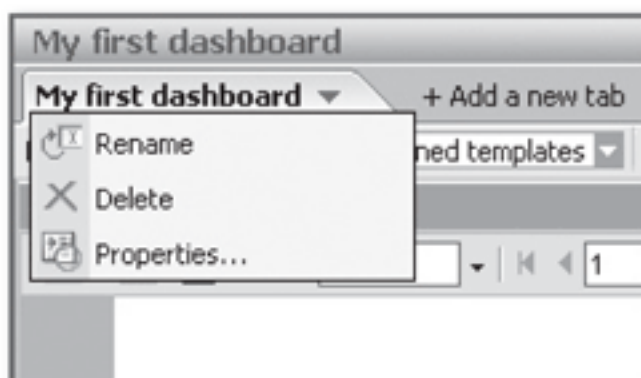 My first dashboard
My first dashboard + Add a new tab
Rename
ned templates
Delete
Properties...
1